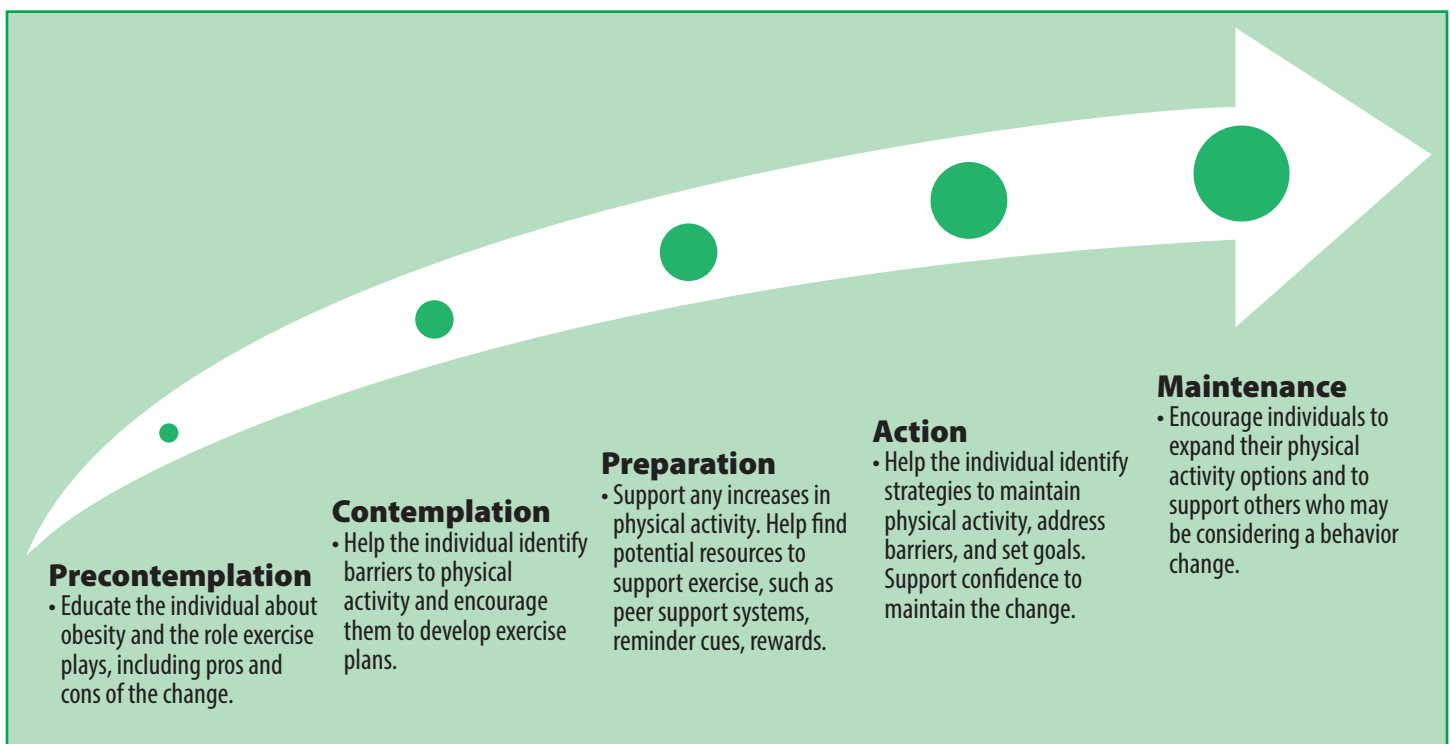 Precontemplation
• Educate the individual about
obesity and the role exercise
plays, including pros and
cons of the change.
Contemplation
• Help the individual identify
barriers to physical
activity and encourage
them to develop exercise
plans.
Preparation
• Support any increases in
physical activity. Help find
potential resources to
support exercise, such as
peer support systems,
reminder cues, rewards.
Action
• Help the individual identify
strategies to maintain
physical activity, address
barriers, and set goals.
Support confidence to
maintain the change.
Maintenance
• Encourage individuals to
expand their physical
activity options and to
support others who may
be considering a behavior
change.